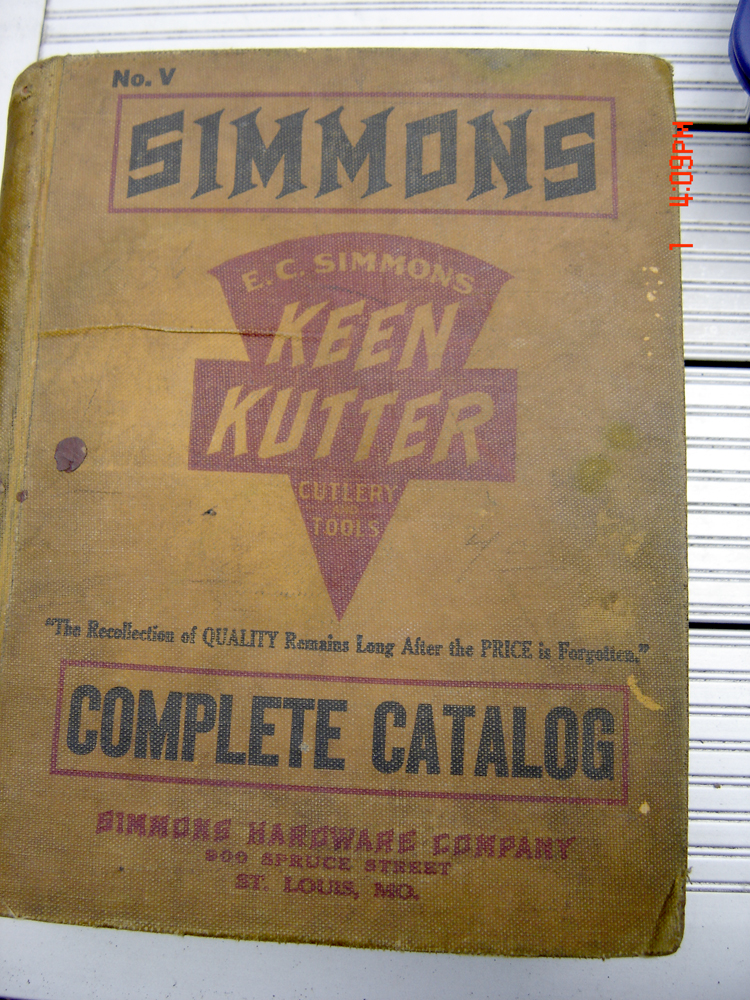 No. V
SIMMONS
E.C. SIMMONS
KEEN
KUTTER
CUTLERY
AND
TOOLS
"The Recollection of QUALITY Remains Long After the PRICE is Forgotten."
COMPLETE CATALOG
SIMMONS HARDWARE COMPANY
900 SPRUCE STREET
ST. LOUIS, MO.
1 4:09PM